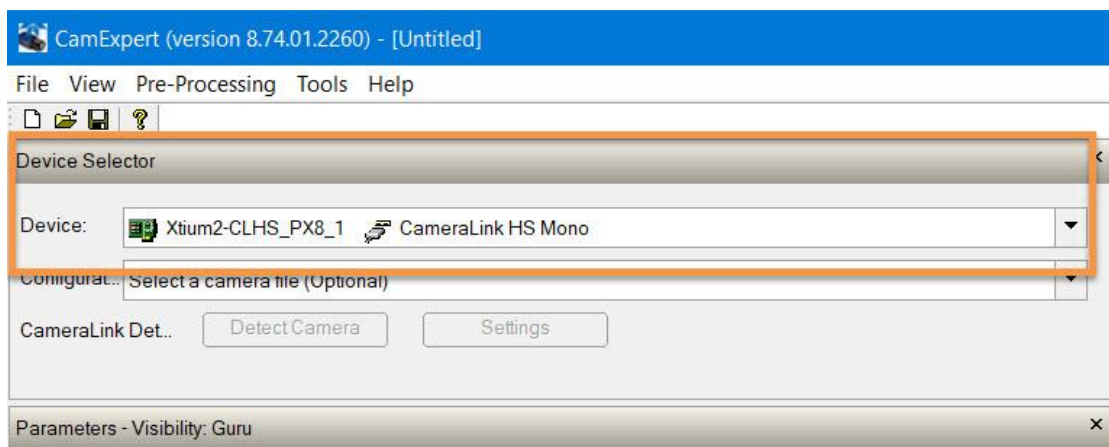 CamExpert (version 8.74.01.2260) - [Untitled]
File View Pre-Processing Tools Help
Device Selector
Device: Xtium2-CLHS_PX8_1 CameraLink HS Mono
Configurat... Select a camera file (Optional)
CameraLink Det... Detect Camera Settings
Parameters - Visibility: Guru